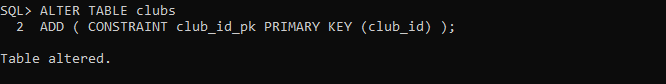 SQL> ALTER TABLE clubs
2 ADD ( CONSTRAINT club_id_pk PRIMARY KEY (club_id) );
Table altered.